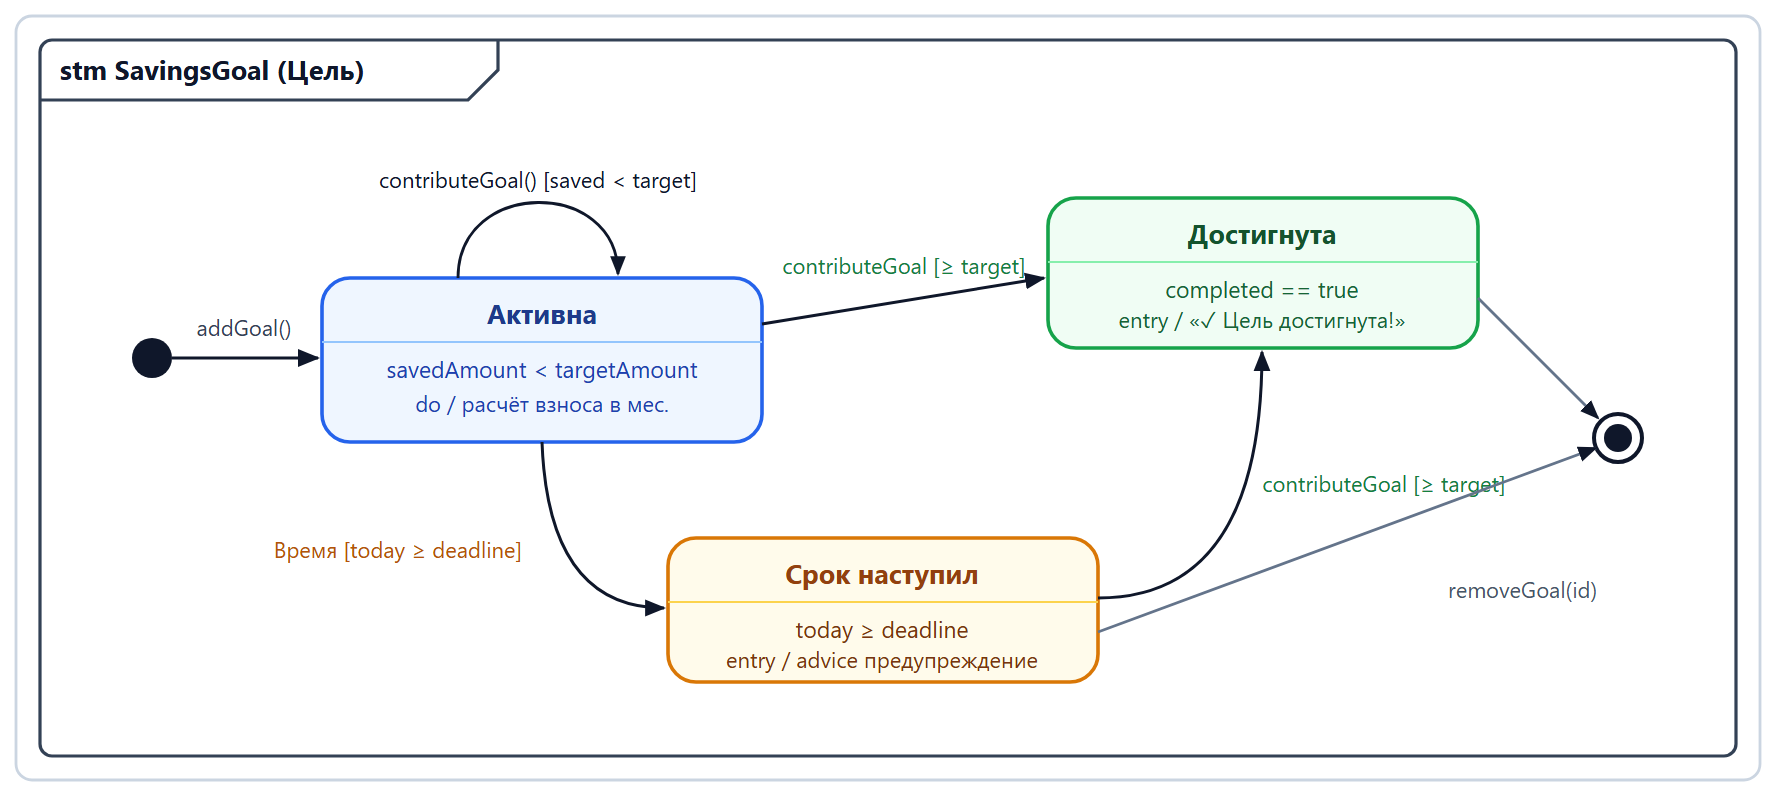 stm SavingsGoal (Цель)
contributeGoal() [saved < target]
addGoal()
Активна
savedAmount < targetAmount
do / расчёт взноса в мес.
contributeGoal [≥ target]
Достигнута
completed == true
entry / «✓ Цель достигнута!»
Время [today ≥ deadline]
contributeGoal [≥ target]
Срок наступил
today ≥ deadline
entry / advice предупреждение
removeGoal(id)